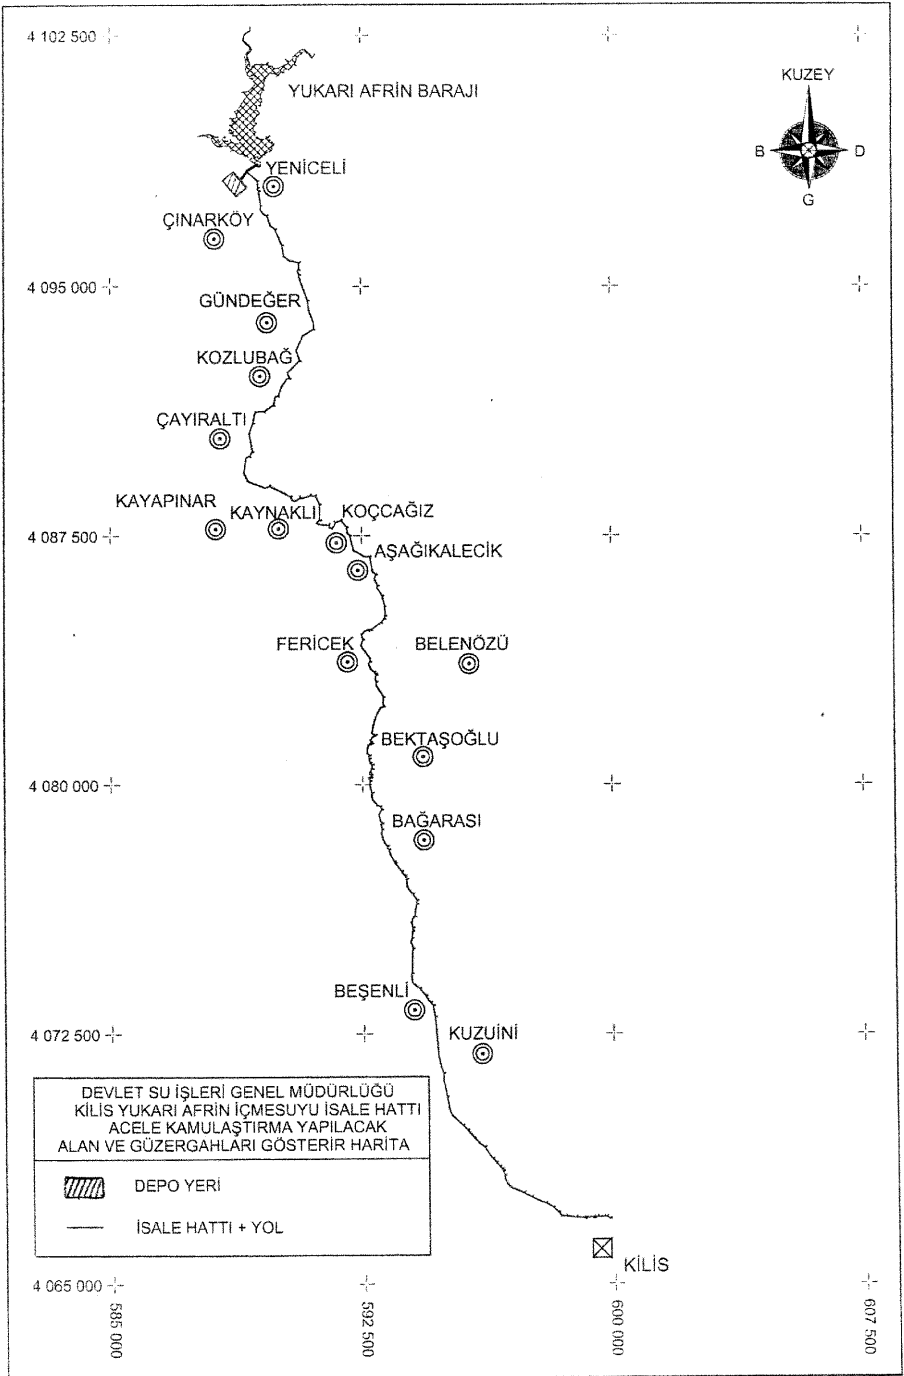 4 102 500
KUZEY
YUKARI AFRİN BARAJI
B
D
G
YENİCELİ
ÇINARKÖY
4 095 000
GÜNDEĞER
KOZLUBAĞ
ÇAYIRALTI
KAYAPINAR
KAYNAKLI
KOÇCAĞIZ
4 087 500
AŞAĞIKALECİK
FERİCEK
BELENÖZÜ
BEKTAŞOĞLU
4 080 000
BAĞARASI
BEŞENLİ
4 072 500
KUZUİNİ
DEVLET SU İŞLERİ GENEL MÜDÜRLÜĞÜ
KİLİS YUKARI AFRİN İÇMESUYU İSALE HATTI
ACELE KAMULAŞTIRMA YAPILACAK
ALAN VE GÜZERGAHLARI GÖSTERİR HARİTA
DEPO YERİ
İSALE HATTI + YOL
KİLİS
4 065 000
585 000
592 500
600 000
607 500